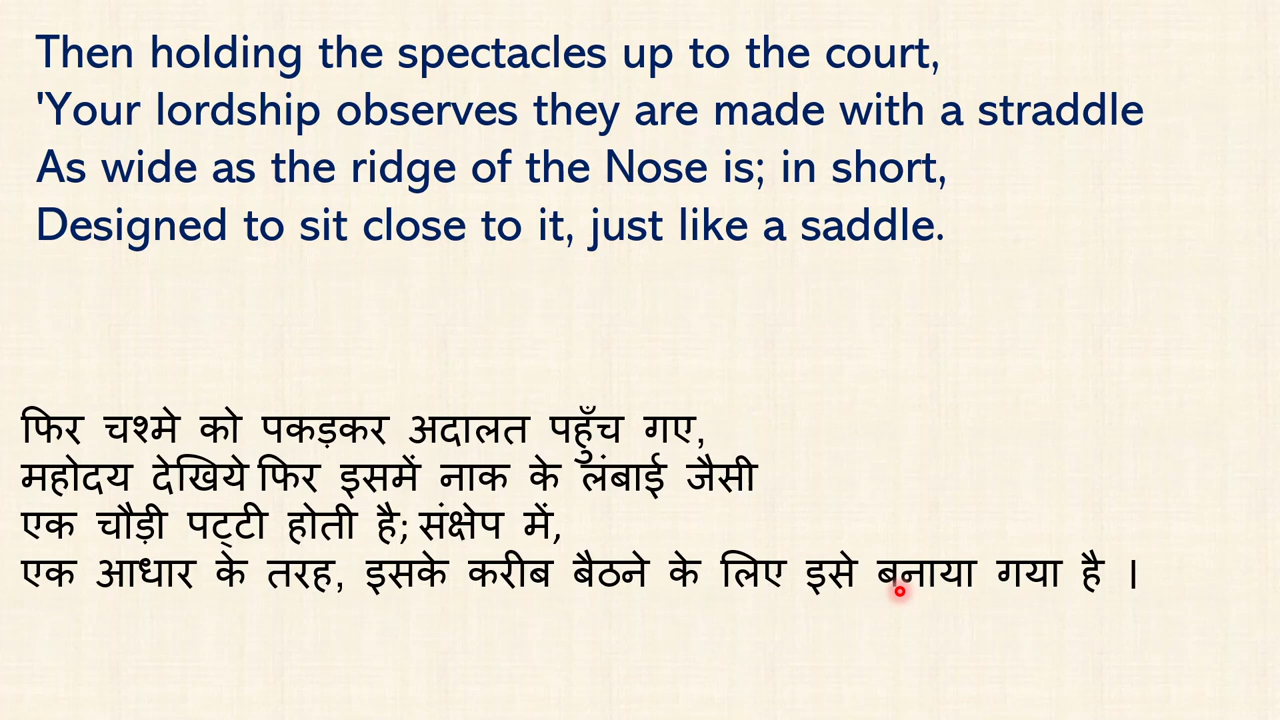 Then holding the spectacles up to the court,
'Your lordship observes they are made with a straddle
As wide as the ridge of the Nose is; in short,
Designed to sit close to it, just like a saddle.
फिर चश्मे को पकड़कर अदालत पहुँच गए,
महोदय देखिये फिर इसमें नाक के लंबाई जैसी
एक चौड़ी पट्टी होती है; संक्षेप में,
एक आधार के तरह, इसके करीब बैठने के लिए इसे बनाया गया है ।